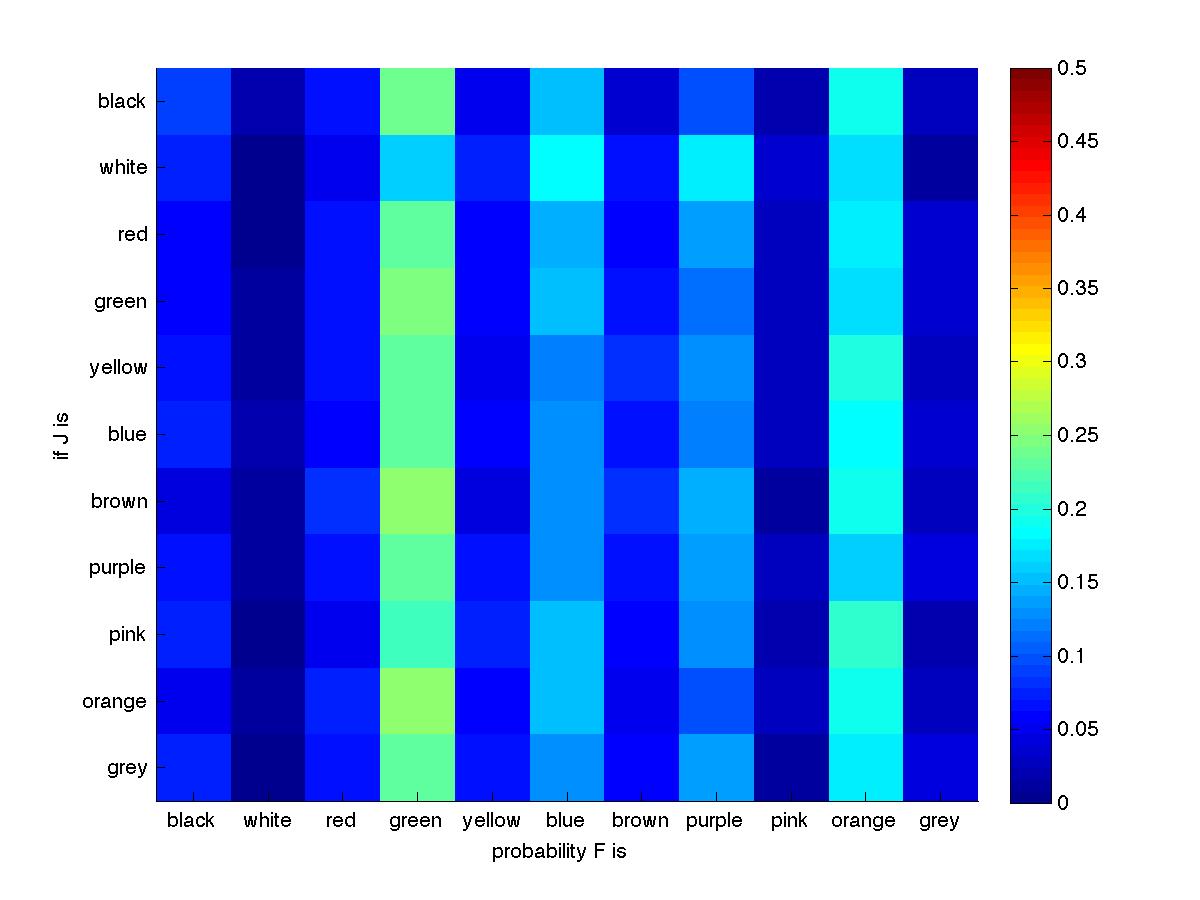 if J is
black
white
red
green
yellow
blue
brown
purple
pink
orange
grey
black white red green yellow blue brown purple pink orange grey
probability F is
0.5
0.45
0.4
0.35
0.3
0.25
0.2
0.15
0.1
0.05
0